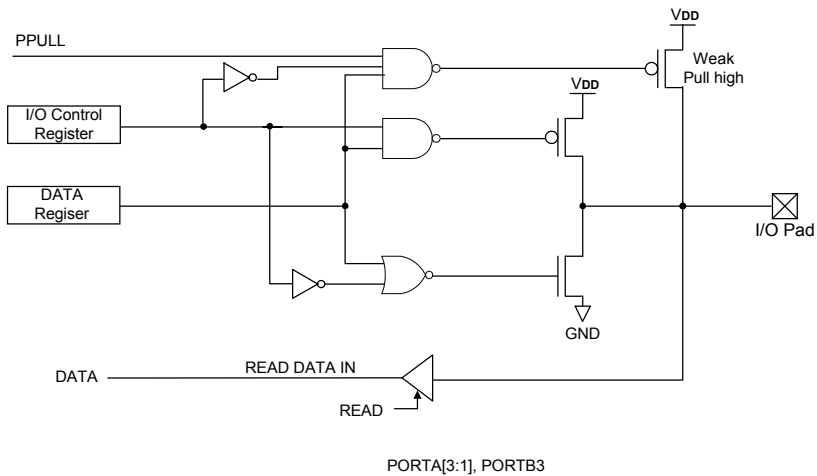 VDD
PPULL
Weak
Pull high
VDD
I/O Control
Register
DATA
Regiser
I/O Pad
GND
DATA
READ DATA IN
READ
PORTA[3:1], PORTB3